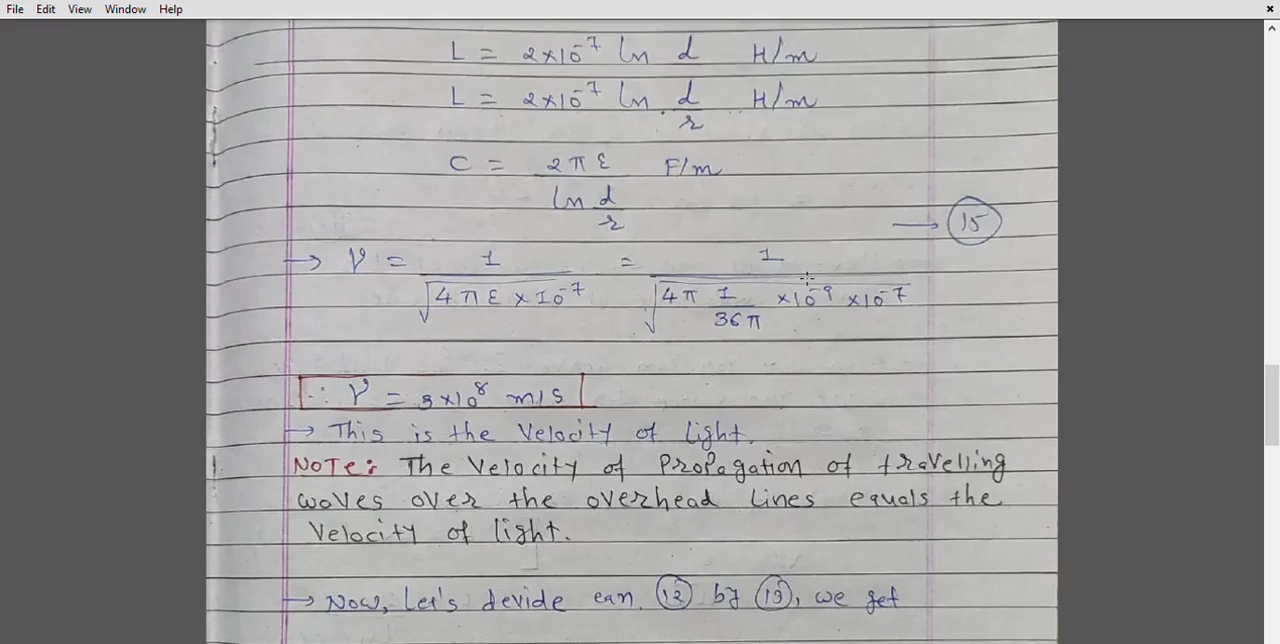 File Edit View Window Help
L = 2×10⁻⁷ ln d H/m
L = 2×10⁻⁷ ln d/r H/m
C = 2πε / ln d/r F/m
→ (15)
→ V = 1/√(4πε×10⁻⁷) = 1/√(4π 1/36π ×10⁻⁹ ×10⁻⁷)
∴ V = 3×10⁸ m/s
→ This is the Velocity of light.
NOTE: The Velocity of Propagation of travelling
waves over the overhead lines equals the
Velocity of light.
→ Now, Let's devide eqn. (12) by (13), we get